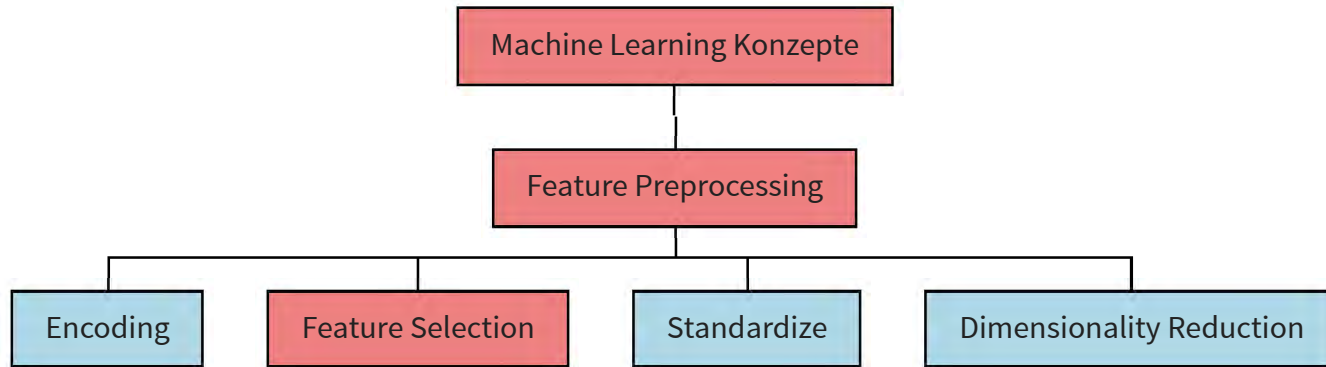 Machine Learning Konzepte
Feature Preprocessing
Encoding
Feature Selection
Standardize
Dimensionality Reduction